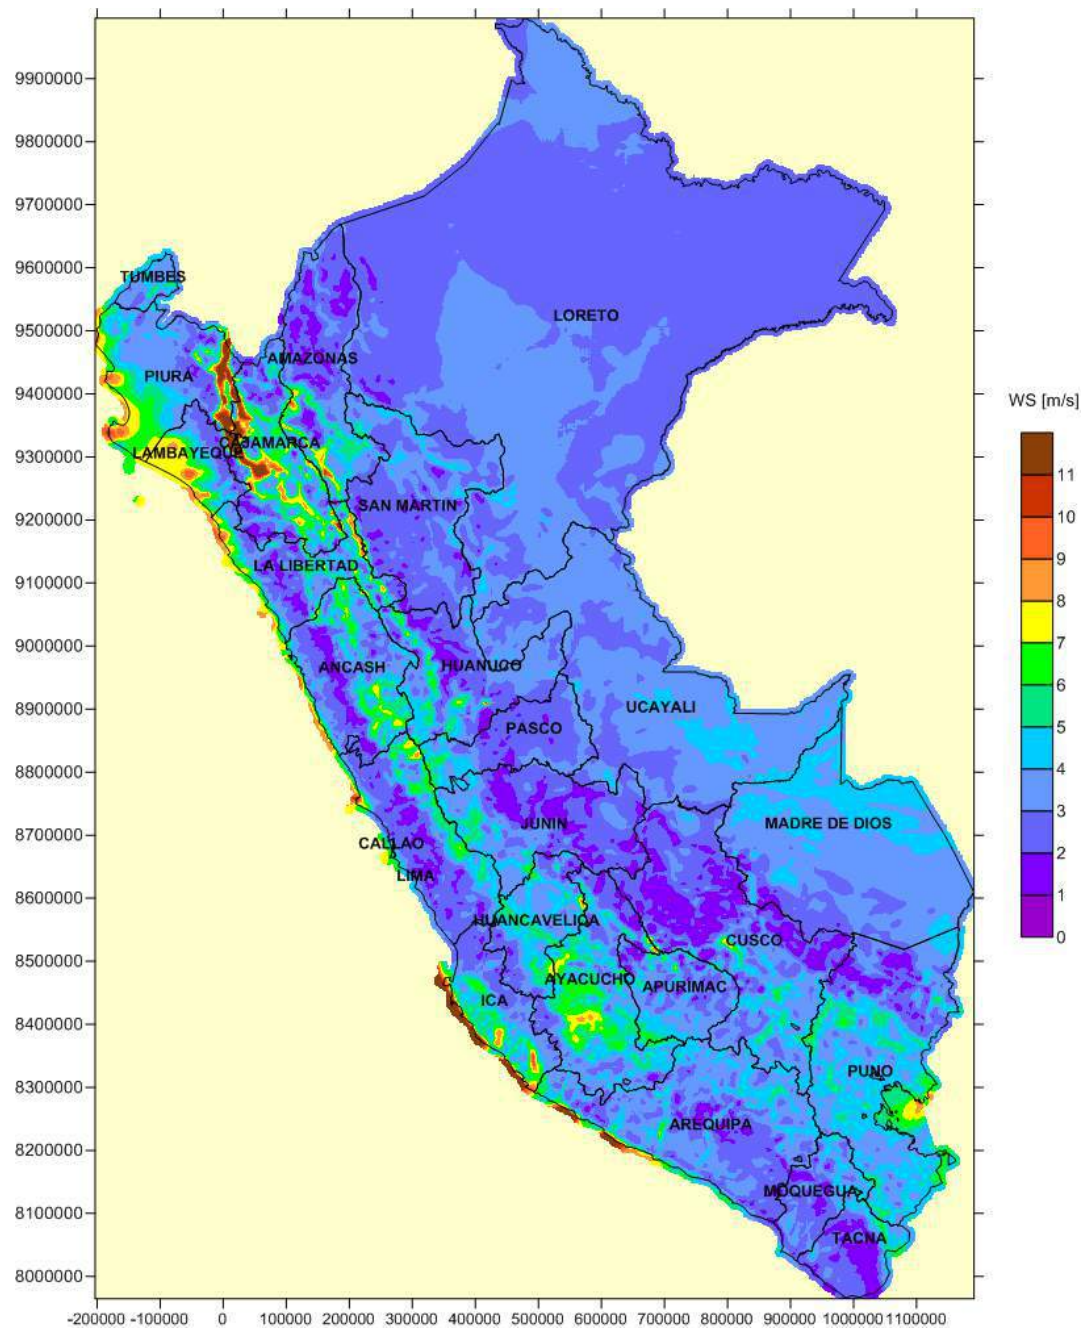 9900000
9800000
9700000
9600000
9500000
9400000
9300000
9200000
9100000
9000000
8900000
8800000
8700000
8600000
8500000
8400000
8300000
8200000
8100000
8000000
TUMBES
LORETO
AMAZONAS
PIURA
CAJAMARCA
LAMBAYEQUE
SAN MARTIN
LA LIBERTAD
ANCASH
HUANUCO
UCAYALI
PASCO
JUNIN
MADRE DE DIOS
CALLAO
LIMA
HUANCAVELICA
CUSCO
AYACUCHO
APURIMAC
ICA
PUNO
AREQUIPA
MOQUEGUA
TACNA
WS [m/s]
11
10
9
8
7
6
5
4
3
2
1
0
-200000 -100000 0 100000 200000 300000 400000 500000 600000 700000 800000 900000 1000000 1100000